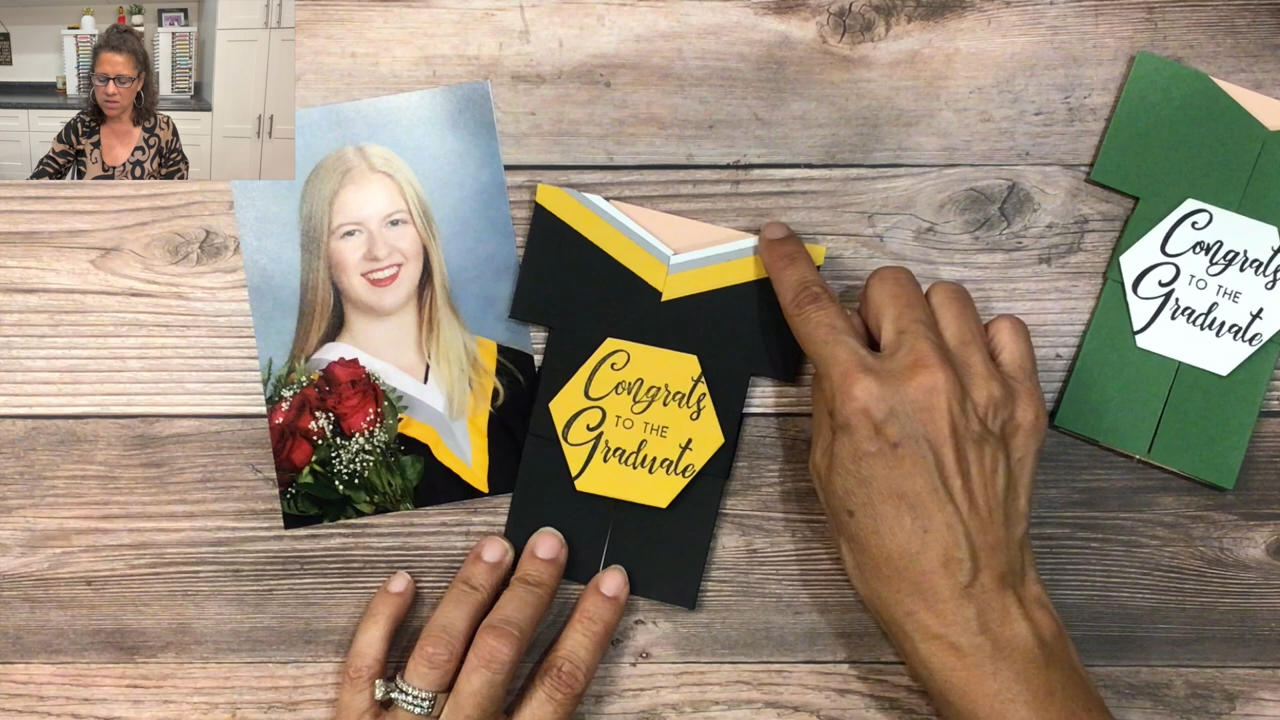 Congrats
TO THE
Graduate
Congrats
TO THE
Graduate